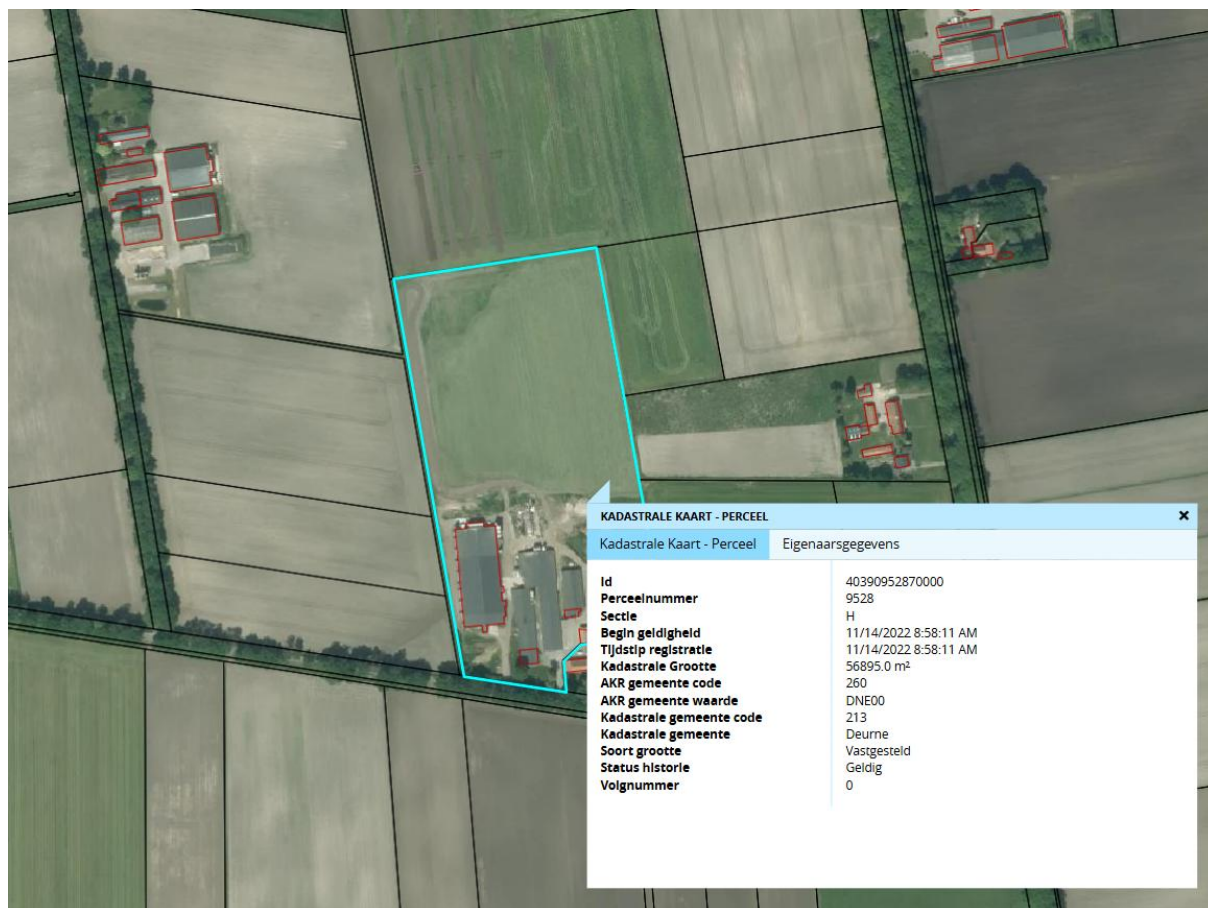 KADASTRALE KAART - PERCEEL
Kadastrale Kaart - Perceel Eigenaarsgegevens
Id 40390952870000
Perceelnummer 9528
Sectie H
Begin geldigheid 11/14/2022 8:58:11 AM
Tijdstip registratie 11/14/2022 8:58:11 AM
Kadastrale Grootte 56895.0 m²
AKR gemeente code 260
AKR gemeente waarde DNE00
Kadastrale gemeente code 213
Kadastrale gemeente Deurne
Soort grootte Vastgesteld
Status historie Geldig
Volgnummer 0